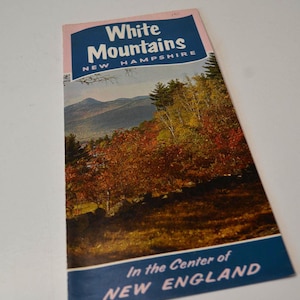 White
Mountains
NEW HAMPSHIRE
In the Center of
NEW ENGLAND